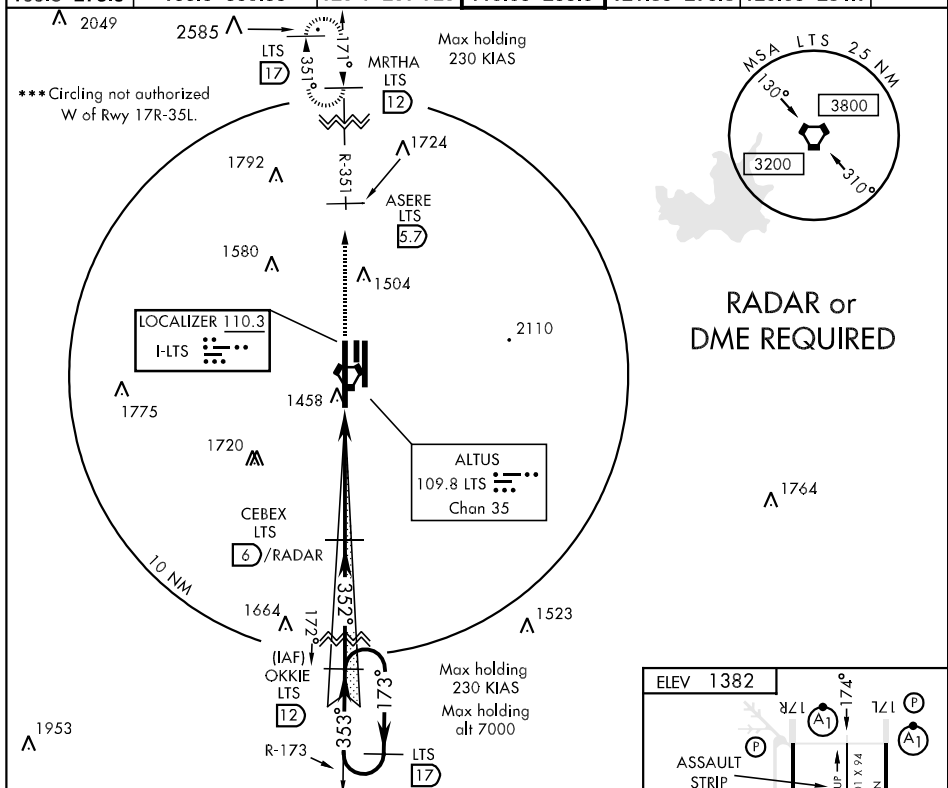 2049
2585
LTS
17
351°
171°
Max holding
230 KIAS
MRTHA
LTS
12
***Circling not authorized
W of Rwy 17R-35L.
MSA LTS 25 NM
130°
3800
3200
310°
1792
R-351
1724
ASERE
LTS
5.7
1580
1504
RADAR or
DME REQUIRED
LOCALIZER 110.3
I-LTS
2110
1775
1458
1720
ALTUS
109.8 LTS
Chan 35
1764
CEBEX
LTS
6 /RADAR
10 NM
352°
1664
172°
1523
(IAF)
OKKIE
LTS
12
353°
173°
Max holding
230 KIAS
Max holding
alt 7000
1953
R-173
LTS
17
ELEV 1382
17R
174°
17L
P
A1
A1
P
ASSAULT
STRIP
UP